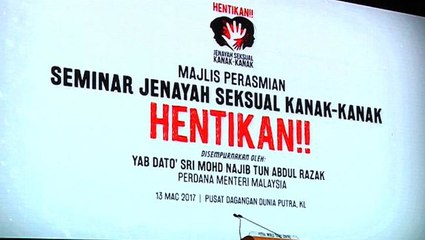 HENTIKAN!!
JENAYAH SEKSUAL
KANAK-KANAK
MAJLIS PERASMIAN
SEMINAR JENAYAH SEKSUAL KANAK-KANAK
HENTIKAN!!
DISEMPURNAKAN OLEH:
YAB DATO' SRI MOHD NAJIB TUN ABDUL RAZAK
PERDANA MENTERI MALAYSIA
13 MAC 2017 | PUSAT DAGANGAN DUNIA PUTRA, KL